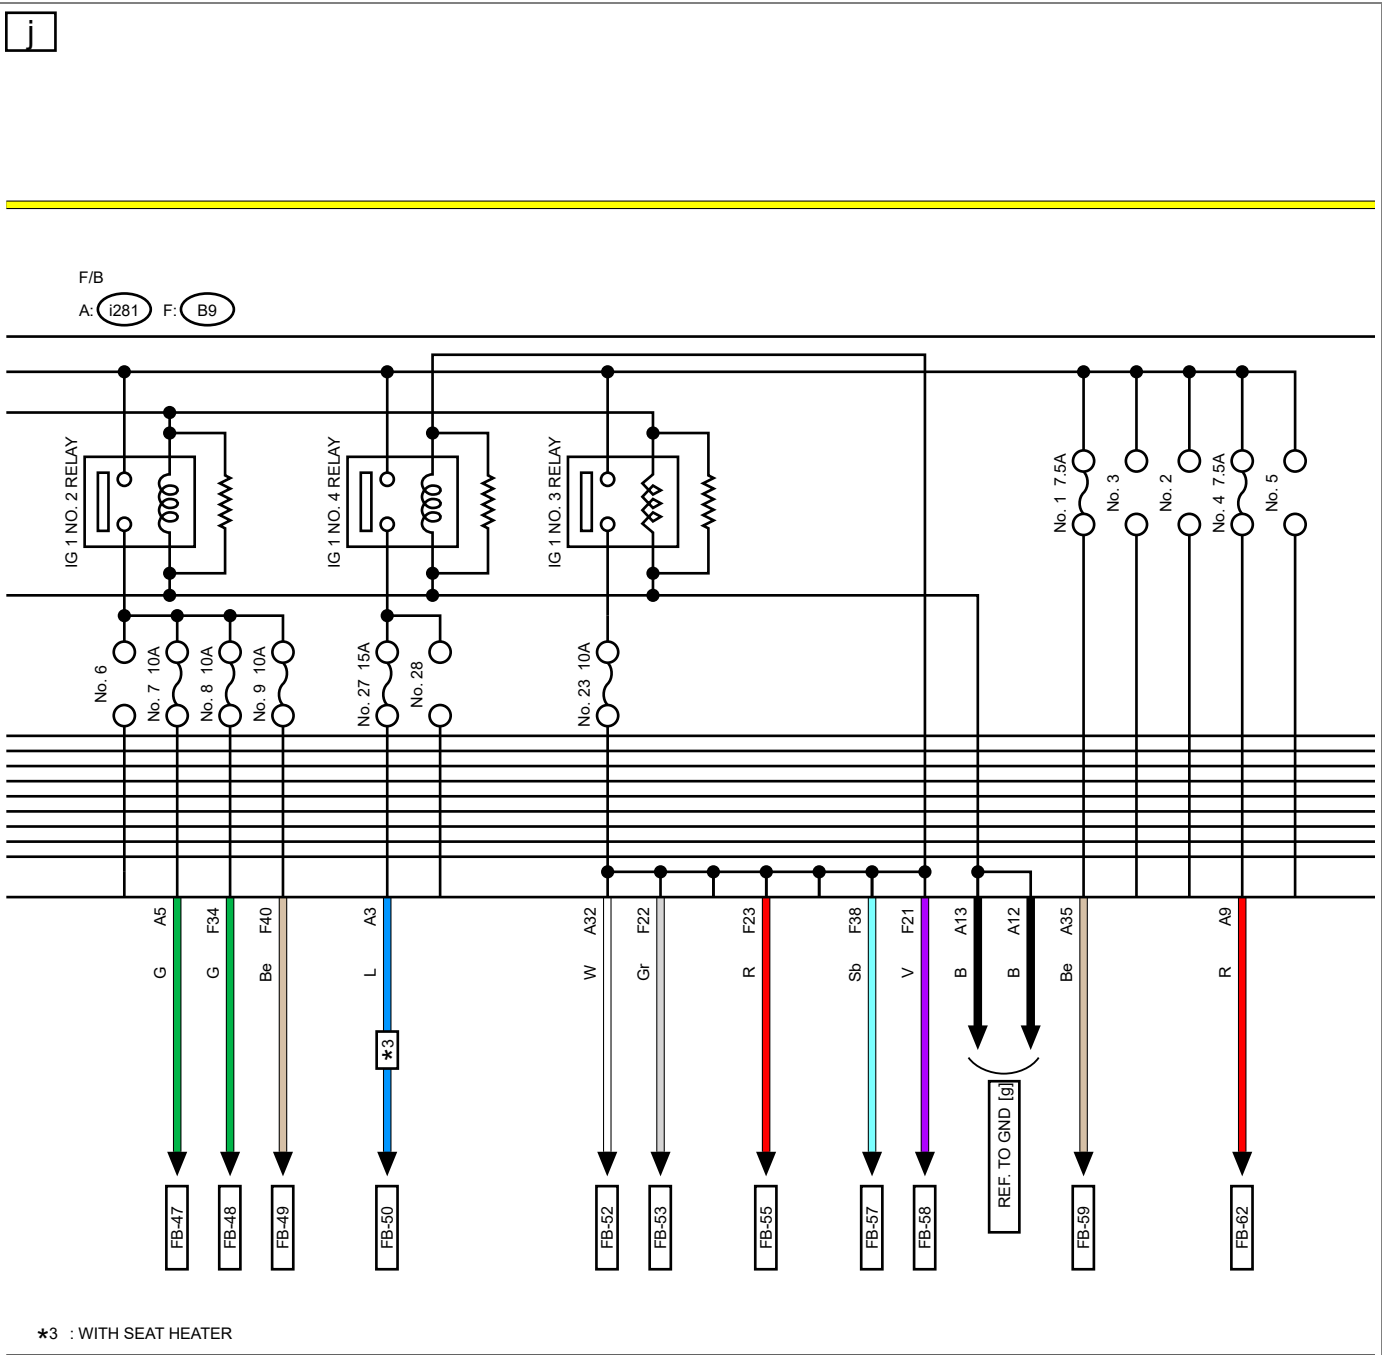 j
F/B
A: i281 F: B9
IG 1 NO. 2 RELAY
IG 1 NO. 4 RELAY
IG 1 NO. 3 RELAY
No. 1 7.5A
No. 3
No. 2
No. 4 7.5A
No. 5
No. 6
No. 7 10A
No. 8 10A
No. 9 10A
No. 27 15A
No. 28
No. 23 10A
A5
F34
F40
A3
A32
F22
F23
F38
F21
A13
A12
A35
A9
G
G
Be
L
W
Gr
R
Sb
V
B
B
Be
R
*3
REF. TO GND [g]
FB-47
FB-48
FB-49
FB-50
FB-52
FB-53
FB-55
FB-57
FB-58
FB-59
FB-62
*3 : WITH SEAT HEATER